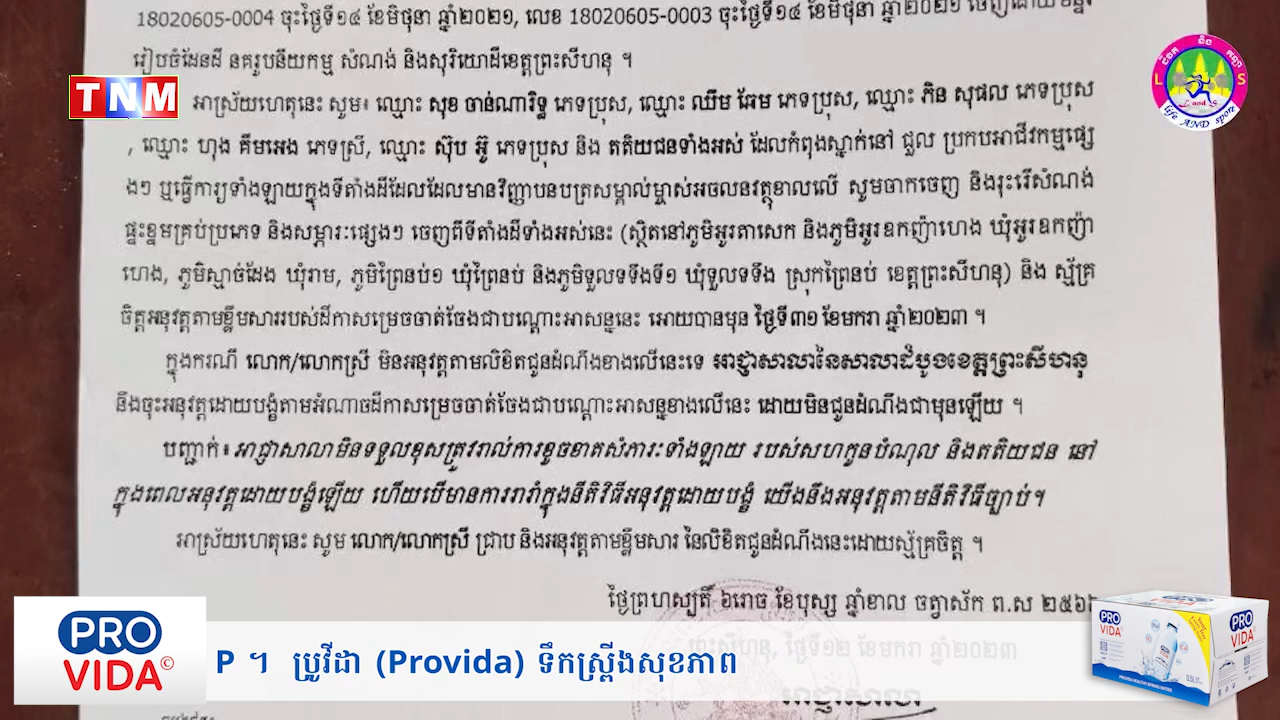 18020605-0004 ចុះថ្ងៃទី១៤ ខែមិថុនា ឆ្នាំ២០២១, លេខ 18020605-0003 ចុះថ្ងៃទី១៤ ខែមិថុនា ឆ្នាំ២០២១ ចេញដោយមន្ទីរ
រៀបចំដែនដី នគរូបនីយកម្ម សំណង់ និងសុរិយោដីខេត្តព្រះសីហនុ ។
TNM
អាស្រ័យហេតុនេះ សូម៖ ឈ្មោះ សុខ ចាន់ណារិទ្ធ ភេទប្រុស, ឈ្មោះ ឈឹម ឆែម ភេទប្រុស, ឈ្មោះ ភិន សុផល ភេទប្រុស
, ឈ្មោះ ហុង គឹមអេង ភេទស្រី, ឈ្មោះ ស៊ុប អ៊ូ ភេទប្រុស និង តតិយជនទាំងអស់ ដែលកំពុងស្នាក់នៅ ជួល ប្រកបអាជីវកម្មផ្សេ
ងៗ ឬធ្វើការ្យទាំងឡាយក្នុងទីតាំងដីដែលដែលមានវិញ្ញាបនបត្រសម្គាល់ម្ចាស់អចលនវត្ថុខាលលើ សូមចាកចេញ និងរុះរើសំណង់
ផ្ទះខ្នមគ្រប់ប្រភេទ និងសម្ភារៈផ្សេងៗ ចេញពីទីតាំងដីទាំងអស់នេះ (ស្ថិតនៅភូមិអូរតាសេក និងភូមិអូរឧកញ៉ាហេង ឃុំអូរឧកញ៉ា
ហេង, ភូមិស្មាច់ដែង ឃុំរាម, ភូមិព្រៃនប់១ ឃុំព្រៃនប់ និងភូមិទួលទទឹងទី១ ឃុំទួលទទឹង ស្រុកព្រៃនប់ ខេត្តព្រះសីហនុ) និង ស្ម័គ្រ
ចិត្តអនុវត្តតាមខ្លឹមសាររបស់ដីកាសម្រេចចាត់ចែងជាបណ្តោះអាសន្ននេះ អោយបានមុន ថ្ងៃទី៣១ ខែមករា ឆ្នាំ២០២៣ ។
ក្នុងករណី លោក/លោកស្រី មិនអនុវត្តតាមលិខិតជូនដំណឹងខាងលើនេះទេ អាជ្ញាសាលានៃសាលាដំបូងខេត្តព្រះសីហនុ
នឹងចុះអនុវត្តដោយបង្ខំតាមអំណាចដីកាសម្រេចចាត់ចែងជាបណ្តោះអាសន្នខាងលើនេះ ដោយមិនជូនដំណឹងជាមុនឡើយ ។
បញ្ជាក់៖ អាជ្ញាសាលាមិនទទួលខុសត្រូវរាល់ការខូចខាតសំភារៈទាំងឡាយ របស់សហកូនបំណុល និងតតិយជន នៅ
ក្នុងពេលអនុវត្តដោយបង្ខំឡើយ ហើយបើមានការរារាំក្នុងនីតិវិធីអនុវត្តដោយបង្ខំ យើងនឹងអនុវត្តតាមនីតិវិធីច្បាប់។
អាស្រ័យហេតុនេះ សូម លោក/លោកស្រី ជ្រាប និងអនុវត្តតាមខ្លឹមសារ នៃលិខិតជូនដំណឹងនេះដោយស្ម័គ្រចិត្ត ។
ថ្ងៃព្រហស្បតិ៍ ៦រោច ខែបុស្ស ឆ្នាំខាល ចត្វាស័ក ព.ស ២៥៦៦
ព្រះសីហនុ, ថ្ងៃទី១២ ខែមករា ឆ្នាំ២០២៣
អាជ្ញាសាលា
PRO VIDA
P ។ ប្រូវីដា (Provida) ទឹកស្រ្ពីងសុខភាព
PRO VIDA
ជីវិត និង កីឡា
L S
L and S
life AND sport